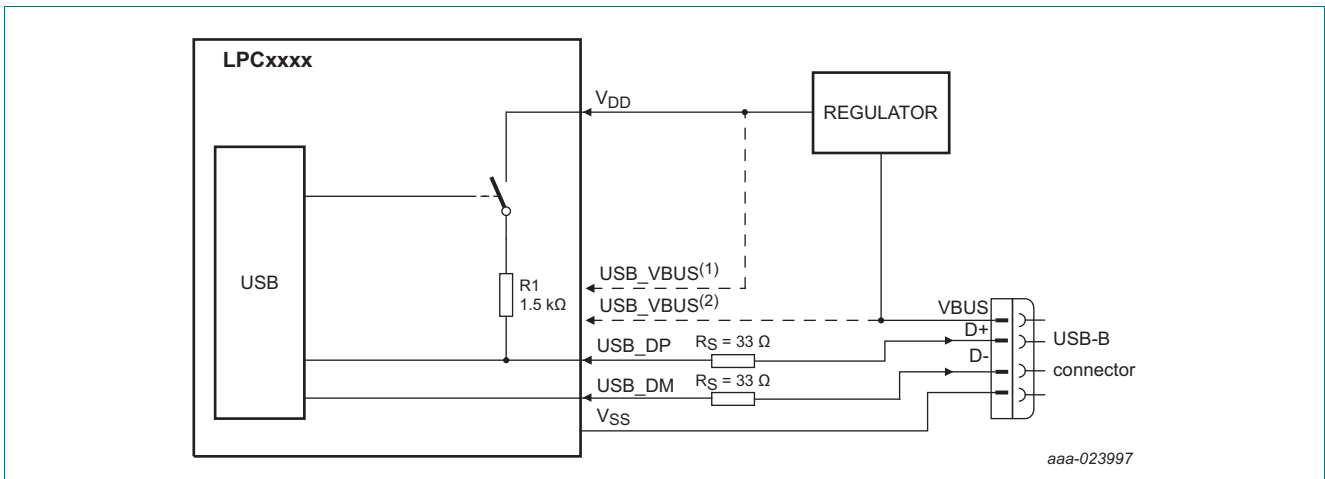 LPCxxxx
VDD
REGULATOR
USB
R1
1.5 kΩ
USB_VBUS(1)
USB_VBUS(2)
VBUS
D+
USB-B
USB_DP
RS = 33 Ω
D-
connector
USB_DM
RS = 33 Ω
VSS
aaa-023997